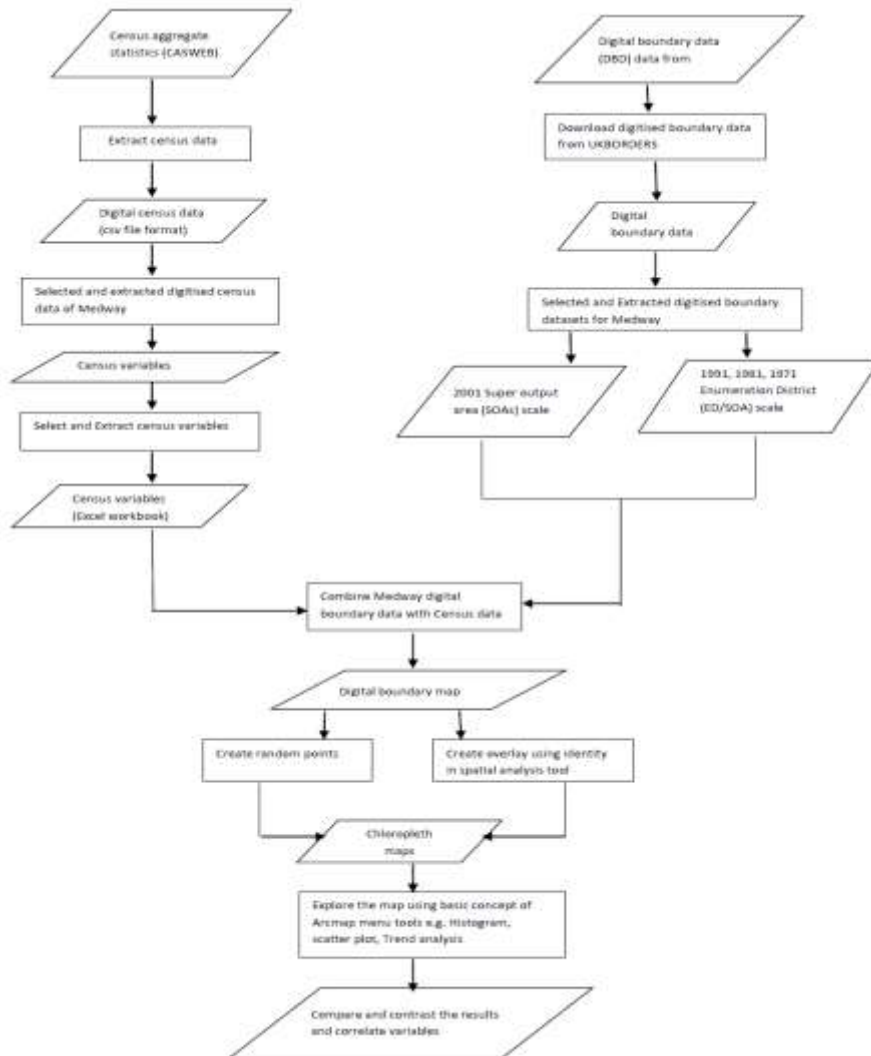 Census aggregate
statistics (CASWEB)
Extract census data
Digital census data
(csv file format)
Selected and extracted digitised census
data of Medway
Census variables
Select and Extract census variables
Census variables
(Excel workbook)
Digital boundary data
(DBD) data from
Download digitised boundary data
from UKBORDERS
Digital
boundary data
Selected and Extracted digitised boundary
datasets for Medway
2001 Super output
area (SOAs) scale
1991, 1981, 1971
Enumeration District
(ED/SOA) scale
Combine Medway digital
boundary data with Census data
Digital boundary map
Create random points
Create overlay using identity
in spatial analysis tool
Chloropleth
maps
Explore the map using basic concept of
Arcmap menu tools e.g. Histogram,
scatter plot, Trend analysis
Compare and contrast the results
and correlate variables